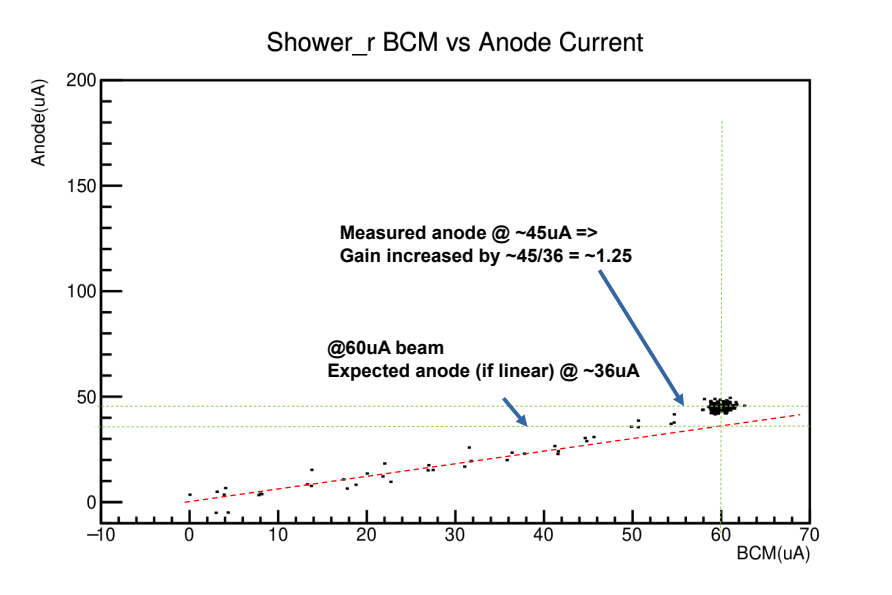 Shower_r BCM vs Anode Current
Anode(uA)
200
150
100
50
0
Measured anode @ ~45uA =>
Gain increased by ~45/36 = ~1.25
@60uA beam
Expected anode (if linear) @ ~36uA
−10 0 10 20 30 40 50 60 70
BCM(uA)